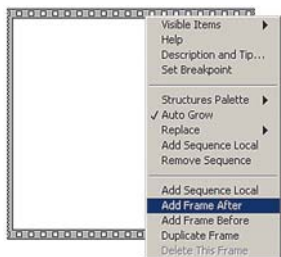 Visible Items
Help
Description and Tip...
Set Breakpoint
Structures Palette
Auto Grow
Replace
Add Sequence Local
Remove Sequence
Add Sequence Local
Add Frame After
Add Frame Before
Duplicate Frame
Delete This Frame